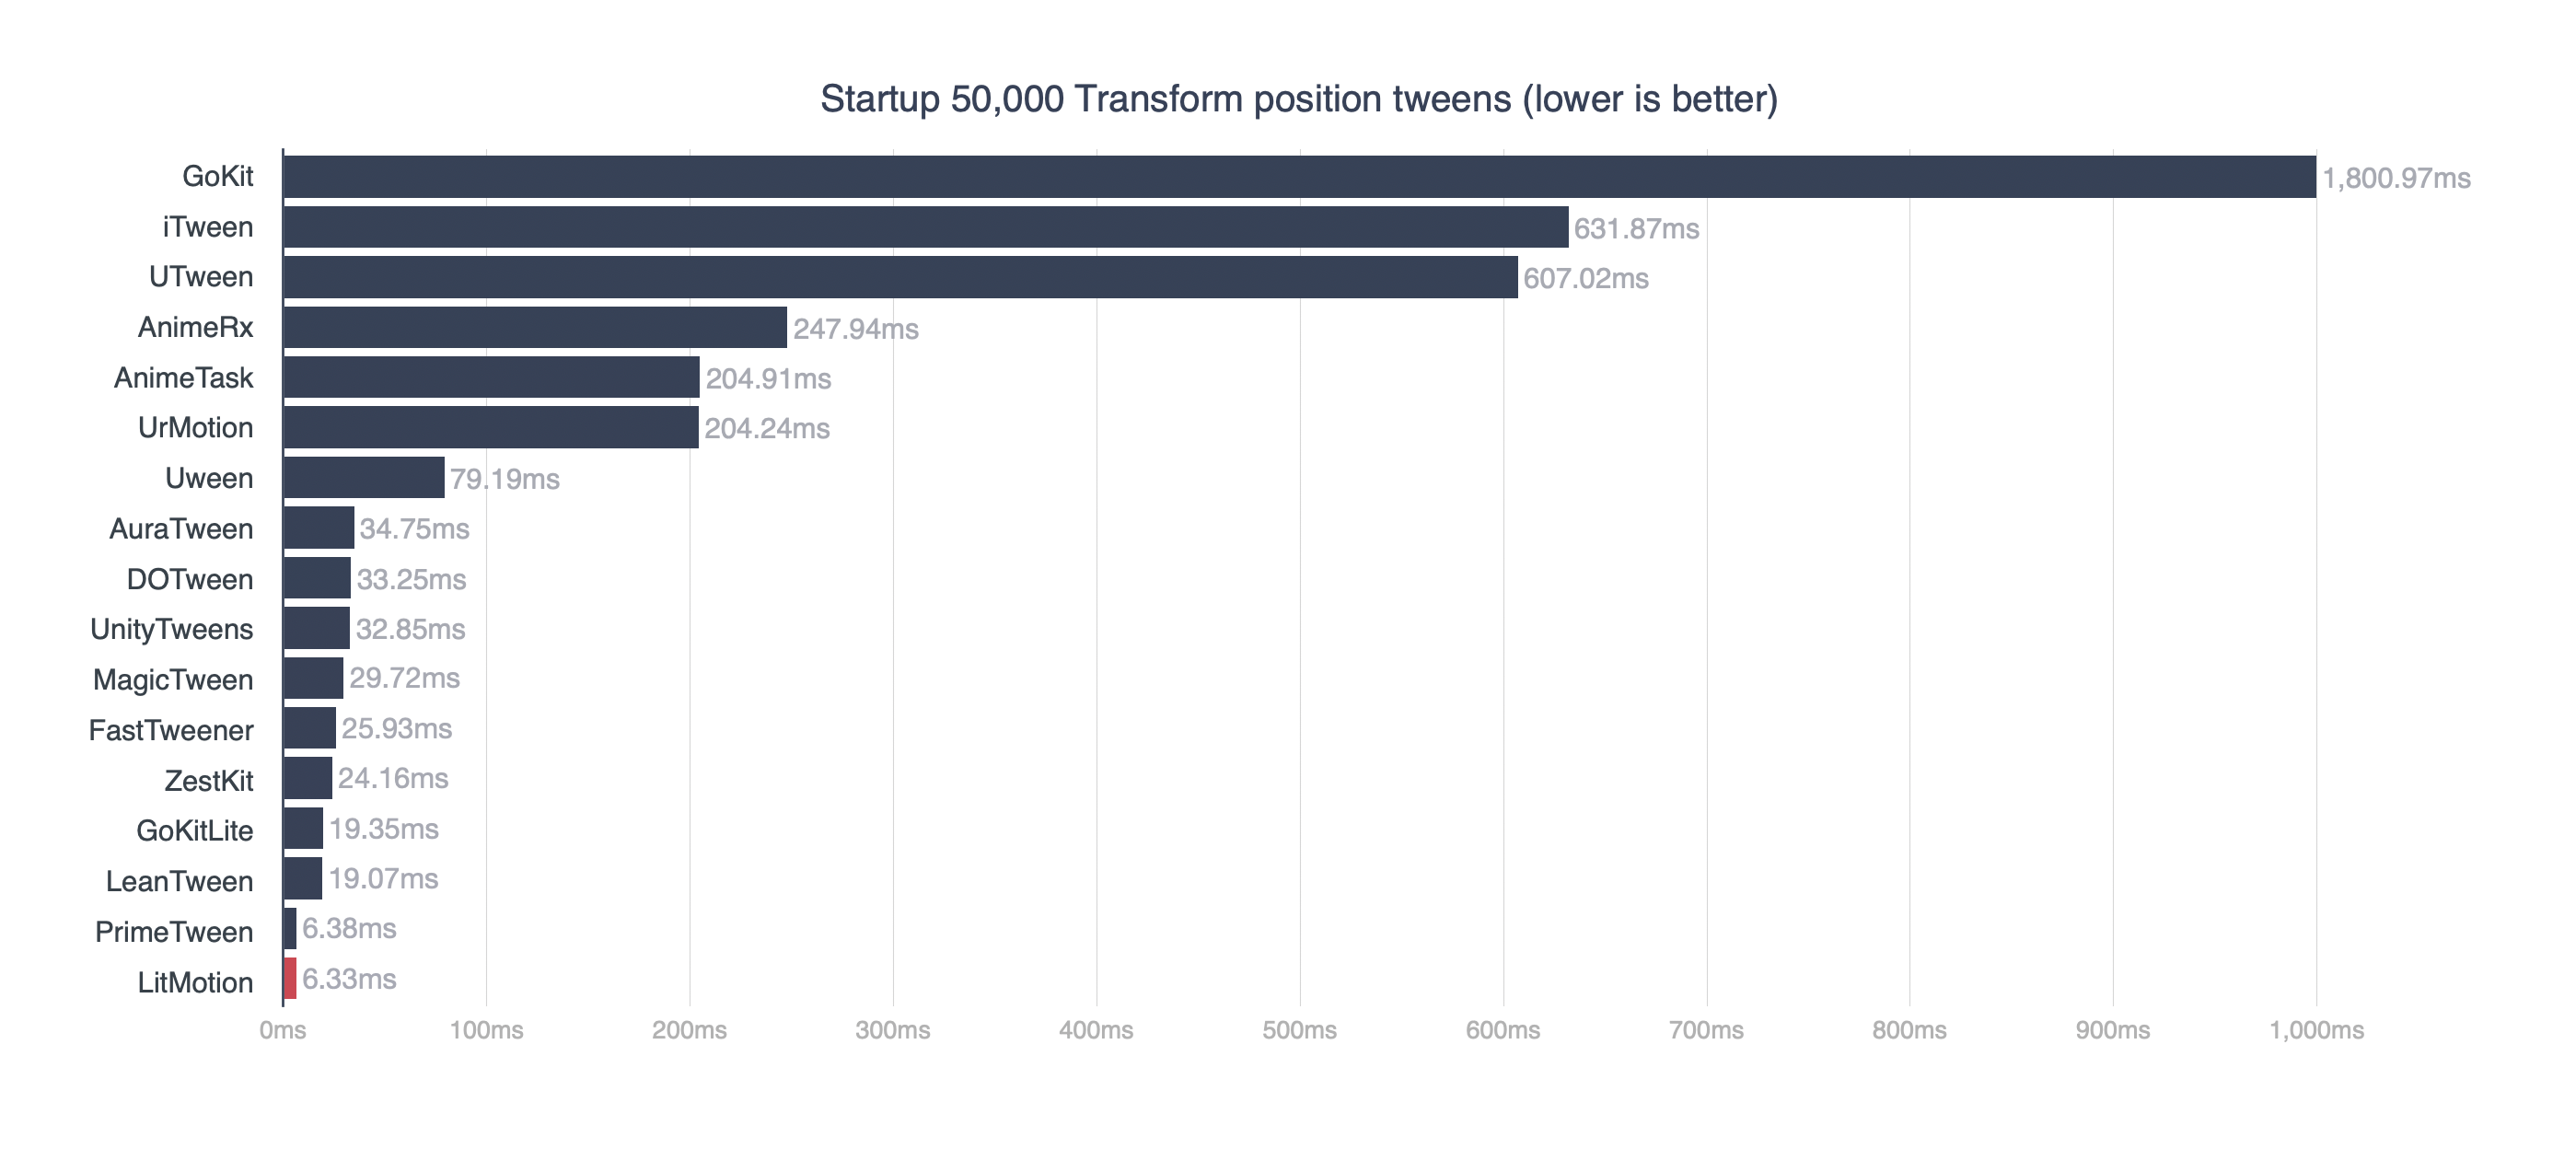 Startup 50,000 Transform position tweens (lower is better)
GoKit 1,800.97ms
iTween 631.87ms
UTween 607.02ms
AnimeRx 247.94ms
AnimeTask 204.91ms
UrMotion 204.24ms
Uween 79.19ms
AuraTween 34.75ms
DOTween 33.25ms
UnityTweens 32.85ms
MagicTween 29.72ms
FastTweener 25.93ms
ZestKit 24.16ms
GoKitLite 19.35ms
LeanTween 19.07ms
PrimeTween 6.38ms
LitMotion 6.33ms
0ms 100ms 200ms 300ms 400ms 500ms 600ms 700ms 800ms 900ms 1,000ms